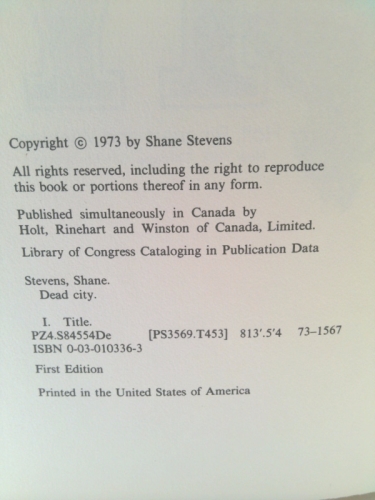 Copyright © 1973 by Shane Stevens
All rights reserved, including the right to reproduce
this book or portions thereof in any form.
Published simultaneously in Canada by
Holt, Rinehart and Winston of Canada, Limited.
Library of Congress Cataloging in Publication Data
Stevens, Shane.
Dead city.
I. Title.
PZ4.S84554De [PS3569.T453] 813'.5'4 73–1567
ISBN 0-03-010336-3
First Edition
Printed in the United States of America